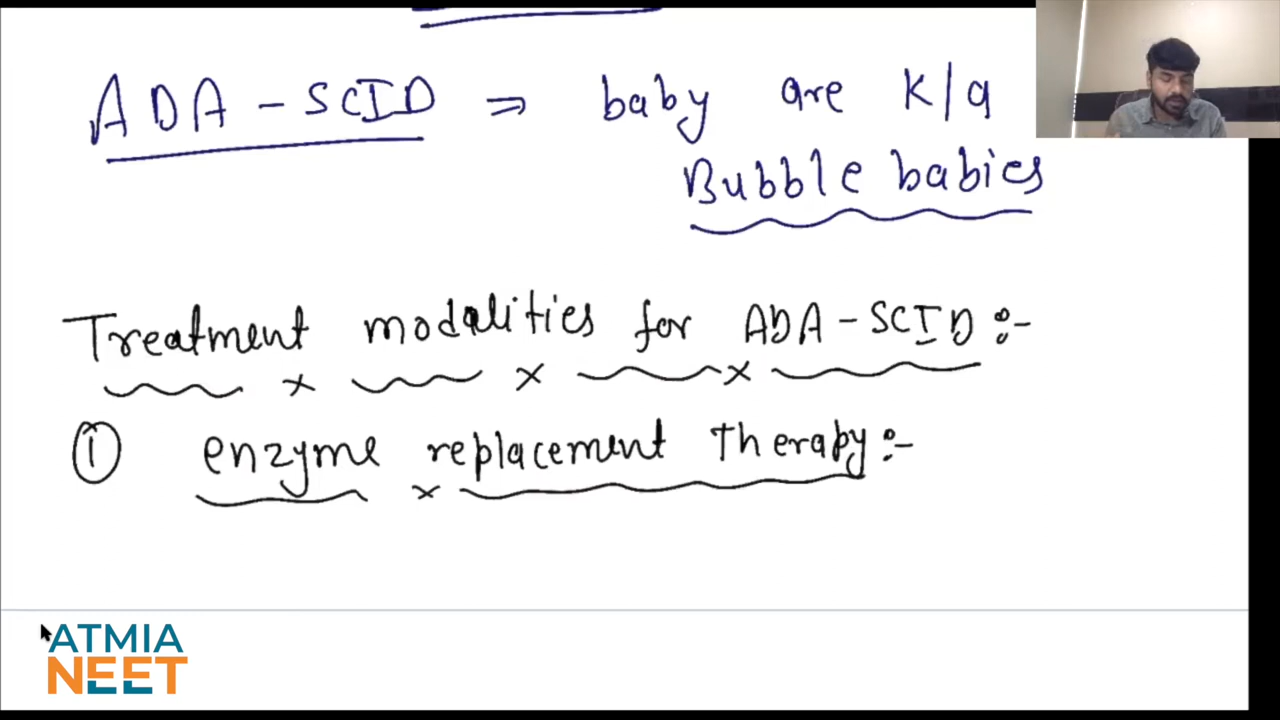 ADA - SCID ⇒ baby are K/a
Bubble babies
Treatment modalities for ADA - SCID :-
① enzyme replacement Therapy :-
ATMIA
NEET